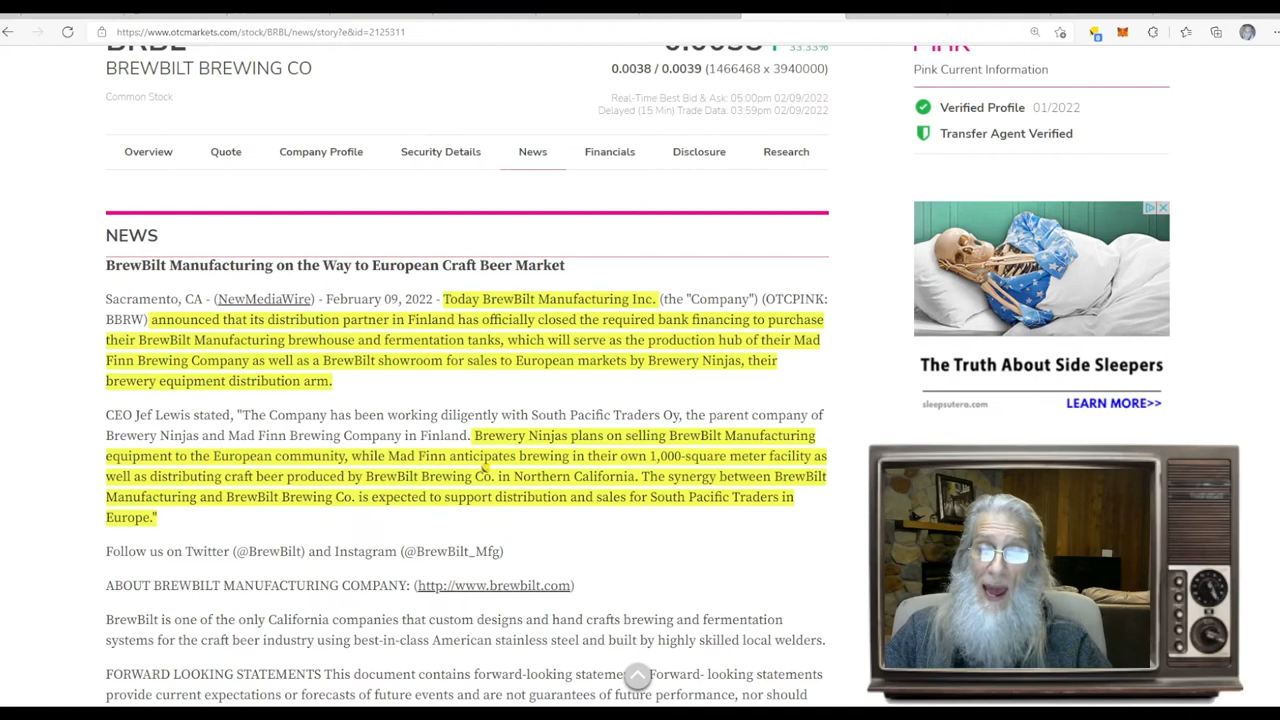 https://www.otcmarkets.com/stock/BRBL/news/story?e&id=2125311
BRBL
0.0038
33.33%
PINK
BREWBILT BREWING CO
0.0038 / 0.0039 (1466468 x 3940000)
Pink Current Information
Common Stock
Real-Time Best Bid & Ask: 05:00pm 02/09/2022
Delayed (15 Min) Trade Data: 03:59pm 02/09/2022
Verified Profile 01/2022
Transfer Agent Verified
Overview Quote Company Profile Security Details News Financials Disclosure Research
NEWS
BrewBilt Manufacturing on the Way to European Craft Beer Market
Sacramento, CA - (NewMediaWire) - February 09, 2022 - Today BrewBilt Manufacturing Inc. (the "Company") (OTCPINK:
BBRW) announced that its distribution partner in Finland has officially closed the required bank financing to purchase
their BrewBilt Manufacturing brewhouse and fermentation tanks, which will serve as the production hub of their Mad
Finn Brewing Company as well as a BrewBilt showroom for sales to European markets by Brewery Ninjas, their
brewery equipment distribution arm.
CEO Jef Lewis stated, "The Company has been working diligently with South Pacific Traders Oy, the parent company of
Brewery Ninjas and Mad Finn Brewing Company in Finland. Brewery Ninjas plans on selling BrewBilt Manufacturing
equipment to the European community, while Mad Finn anticipates brewing in their own 1,000-square meter facility as
well as distributing craft beer produced by BrewBilt Brewing Co. in Northern California. The synergy between BrewBilt
Manufacturing and BrewBilt Brewing Co. is expected to support distribution and sales for South Pacific Traders in
Europe."
Follow us on Twitter (@BrewBilt) and Instagram (@BrewBilt_Mfg)
ABOUT BREWBILT MANUFACTURING COMPANY: (http://www.brewbilt.com)
BrewBilt is one of the only California companies that custom designs and hand crafts brewing and fermentation
systems for the craft beer industry using best-in-class American stainless steel and built by highly skilled local welders.
FORWARD LOOKING STATEMENTS This document contains forward-looking stateme Forward- looking statements
provide current expectations or forecasts of future events and are not guarantees of future performance, nor should
The Truth About Side Sleepers
sleepsutera.com
LEARN MORE>>